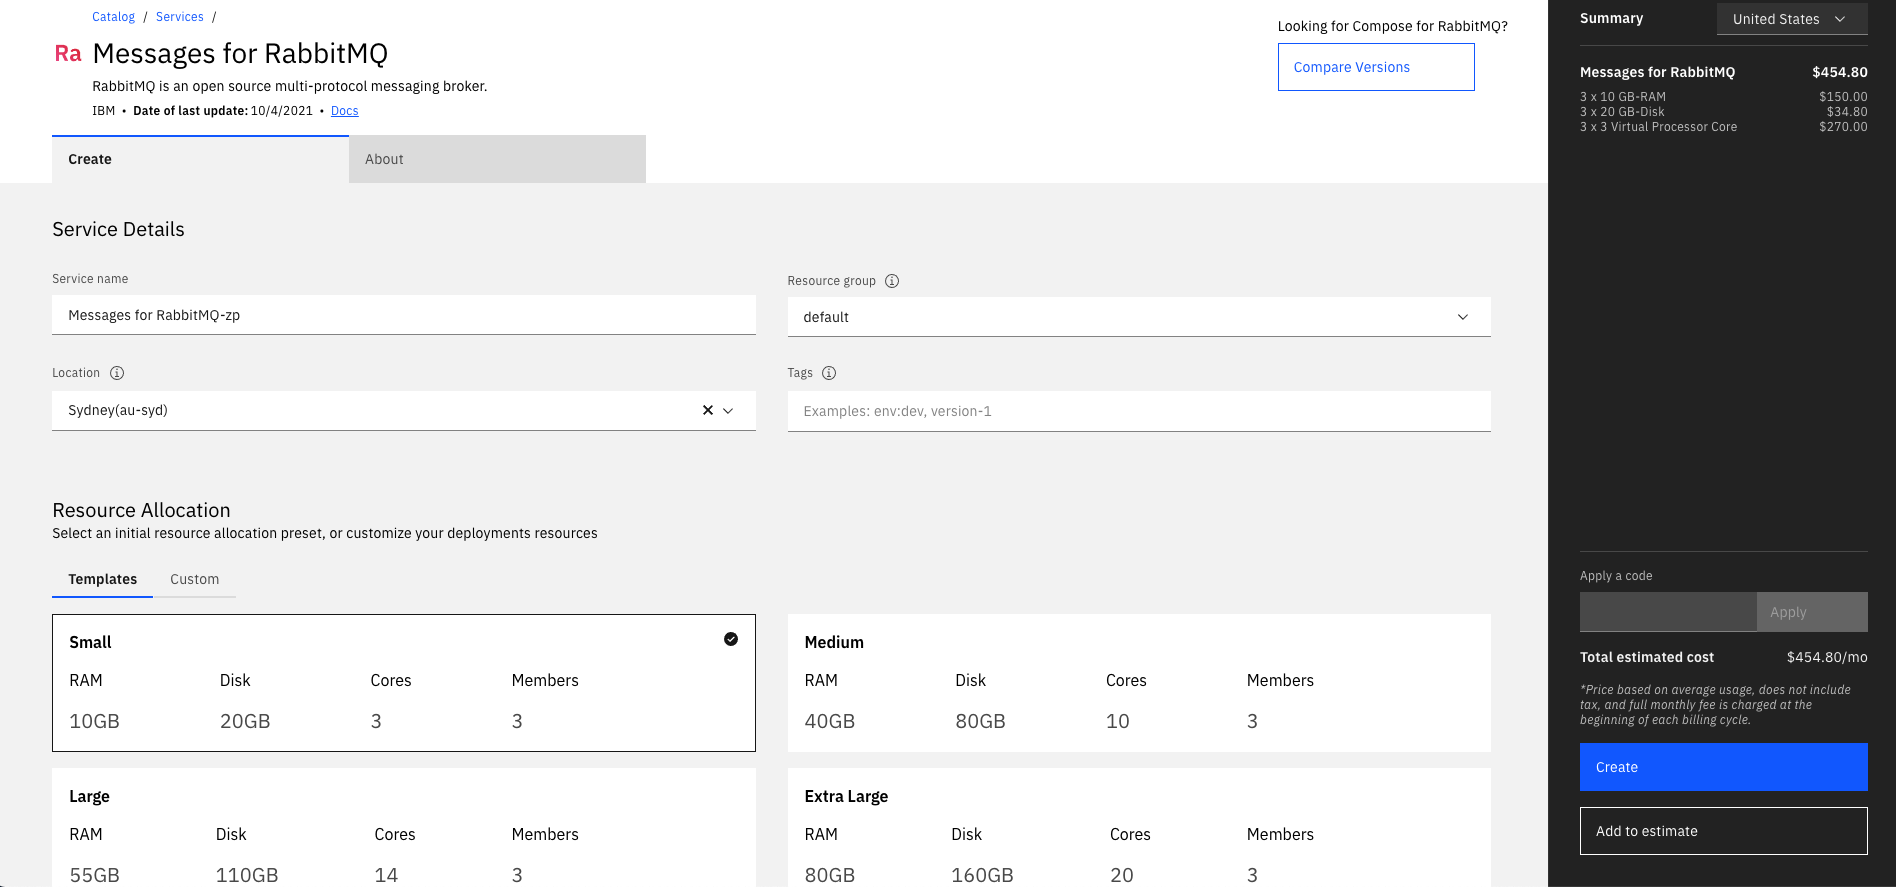 Catalog / Services /
Ra Messages for RabbitMQ
RabbitMQ is an open source multi-protocol messaging broker.
IBM • Date of last update: 10/4/2021 • Docs
Looking for Compose for RabbitMQ?
Compare Versions
Create About
Service Details
Service name
Messages for RabbitMQ-zp
Resource group
default
Location
Sydney(au-syd)
Tags
Examples: env:dev, version-1
Resource Allocation
Select an initial resource allocation preset, or customize your deployments resources
Templates Custom
Small
RAM Disk Cores Members
10GB 20GB 3 3
Medium
RAM Disk Cores Members
40GB 80GB 10 3
Large
RAM Disk Cores Members
55GB 110GB 14 3
Extra Large
RAM Disk Cores Members
80GB 160GB 20 3
Summary United States
Messages for RabbitMQ $454.80
3 x 10 GB-RAM $150.00
3 x 20 GB-Disk $34.80
3 x 3 Virtual Processor Core $270.00
Apply a code
Apply
Total estimated cost $454.80/mo
*Price based on average usage, does not include
tax, and full monthly fee is charged at the
beginning of each billing cycle.
Create
Add to estimate